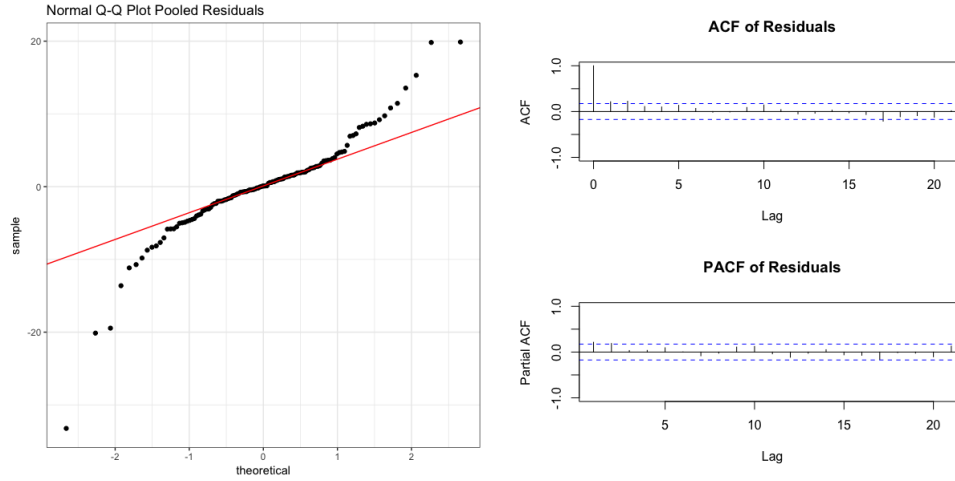 Normal Q-Q Plot Pooled Residuals
20
0
-20
-2
-1
0
1
2
sample
theoretical
ACF of Residuals
1.0
0.0
-1.0
ACF
0
5
10
15
20
Lag
PACF of Residuals
1.0
0.0
-1.0
Partial ACF
5
10
15
20
Lag